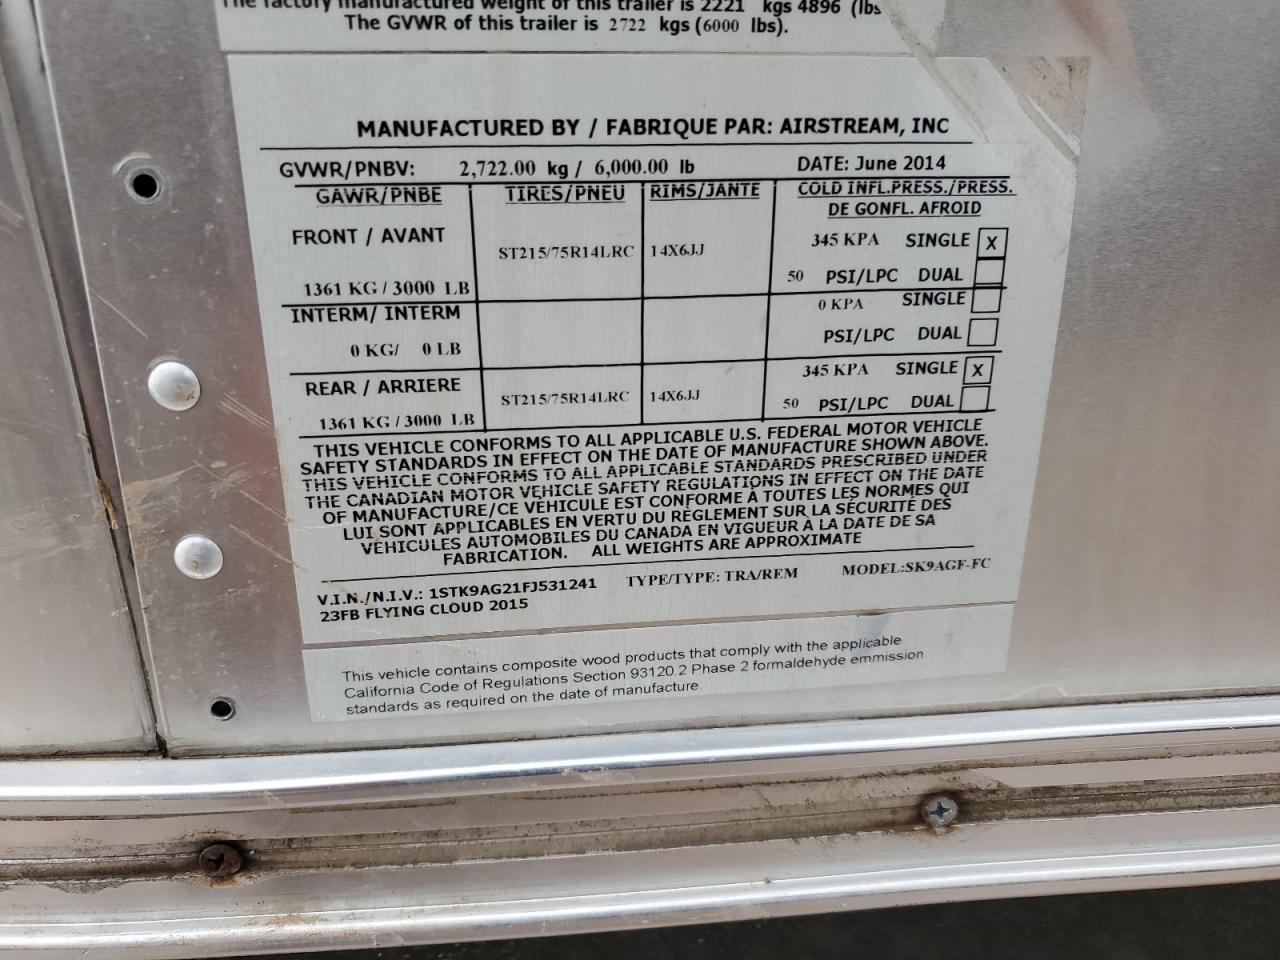 The factory manufactured weight of this trailer is 2221 kgs 4896 (lbs
The GVWR of this trailer is 2722 kgs (6000 lbs).
MANUFACTURED BY / FABRIQUE PAR: AIRSTREAM, INC
GVWR/PNBV: 2,722.00 kg / 6,000.00 lb DATE: June 2014
GAWR/PNBE TIRES/PNEU RIMS/JANTE COLD INFL.PRESS./PRESS.
DE GONFL. AFROID
FRONT / AVANT ST215/75R14LRC 14X6JJ 345 KPA SINGLE X
1361 KG / 3000 LB 50 PSI/LPC DUAL
INTERM/ INTERM 0 KPA SINGLE
0 KG/ 0 LB PSI/LPC DUAL
REAR / ARRIERE ST215/75R14LRC 14X6JJ 345 KPA SINGLE X
1361 KG / 3000 LB 50 PSI/LPC DUAL
THIS VEHICLE CONFORMS TO ALL APPLICABLE U.S. FEDERAL MOTOR VEHICLE
SAFETY STANDARDS IN EFFECT ON THE DATE OF MANUFACTURE SHOWN ABOVE.
THIS VEHICLE CONFORMS TO ALL APPLICABLE STANDARDS PRESCRIBED UNDER
THE CANADIAN MOTOR VEHICLE SAFETY REGULATIONS IN EFFECT ON THE DATE
OF MANUFACTURE/CE VÉHICULE EST CONFORME À TOUTES LES NORMES QUI
LUI SONT APPLICABLES EN VERTU DU RÈGLEMENT SUR LA SÉCURITÉ DES
VÉHICULES AUTOMOBILES DU CANADA EN VIGUEUR À LA DATE DE SA
FABRICATION. ALL WEIGHTS ARE APPROXIMATE
V.I.N./N.I.V.: 1STK9AG21FJ531241 TYPE/TYPE: TRA/REM MODEL:SK9AGF-FC
23FB FLYING CLOUD 2015
This vehicle contains composite wood products that comply with the applicable
California Code of Regulations Section 93120.2 Phase 2 formaldehyde emmission
standards as required on the date of manufacture.